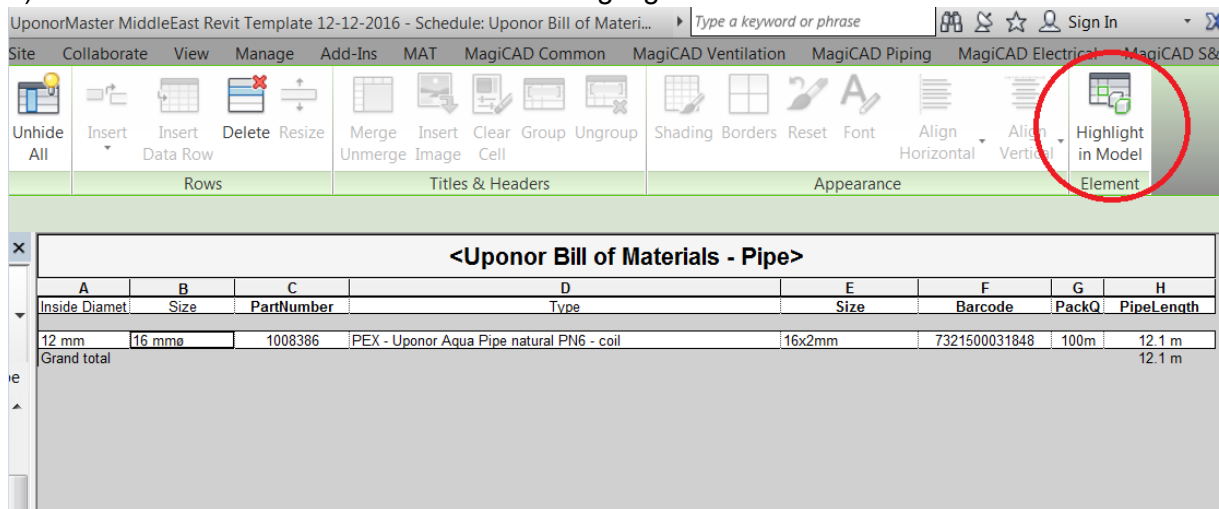 UponorMaster MiddleEast Revit Template 12-12-2016 - Schedule: Uponor Bill of Materi... Type a keyword or phrase Sign In
Site Collaborate View Manage Add-Ins MAT MagiCAD Common MagiCAD Ventilation MagiCAD Piping MagiCAD Electrical MagiCAD S&
Unhide All Insert Insert Data Row Delete Resize Merge Unmerge Insert Image Clear Cell Group Ungroup Shading Borders Reset Font Align Horizontal Align Vertical Highlight in Model
Rows Titles & Headers Appearance Element
<Uponor Bill of Materials - Pipe>
A B C D E F G H
Inside Diamet Size PartNumber Type Size Barcode PackQ PipeLength
12 mm 16 mmø 1008386 PEX - Uponor Aqua Pipe natural PN6 - coil 16x2mm 7321500031848 100m 12.1 m
Grand total 12.1 m